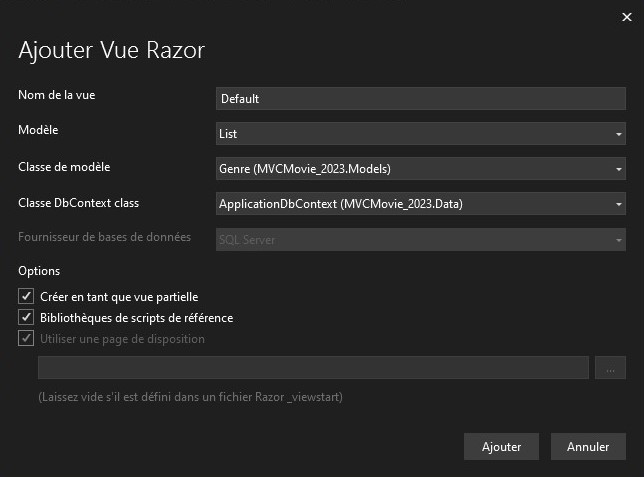 Ajouter Vue Razor
Nom de la vue
Default
Modèle
List
Classe de modèle
Genre (MVCMovie_2023.Models)
Classe DbContext class
ApplicationDbContext (MVCMovie_2023.Data)
Fournisseur de bases de données
SQL Server
Options
Créer en tant que vue partielle
Bibliothèques de scripts de référence
Utiliser une page de disposition
...
(Laissez vide s'il est défini dans un fichier Razor _viewstart)
Ajouter
Annuler